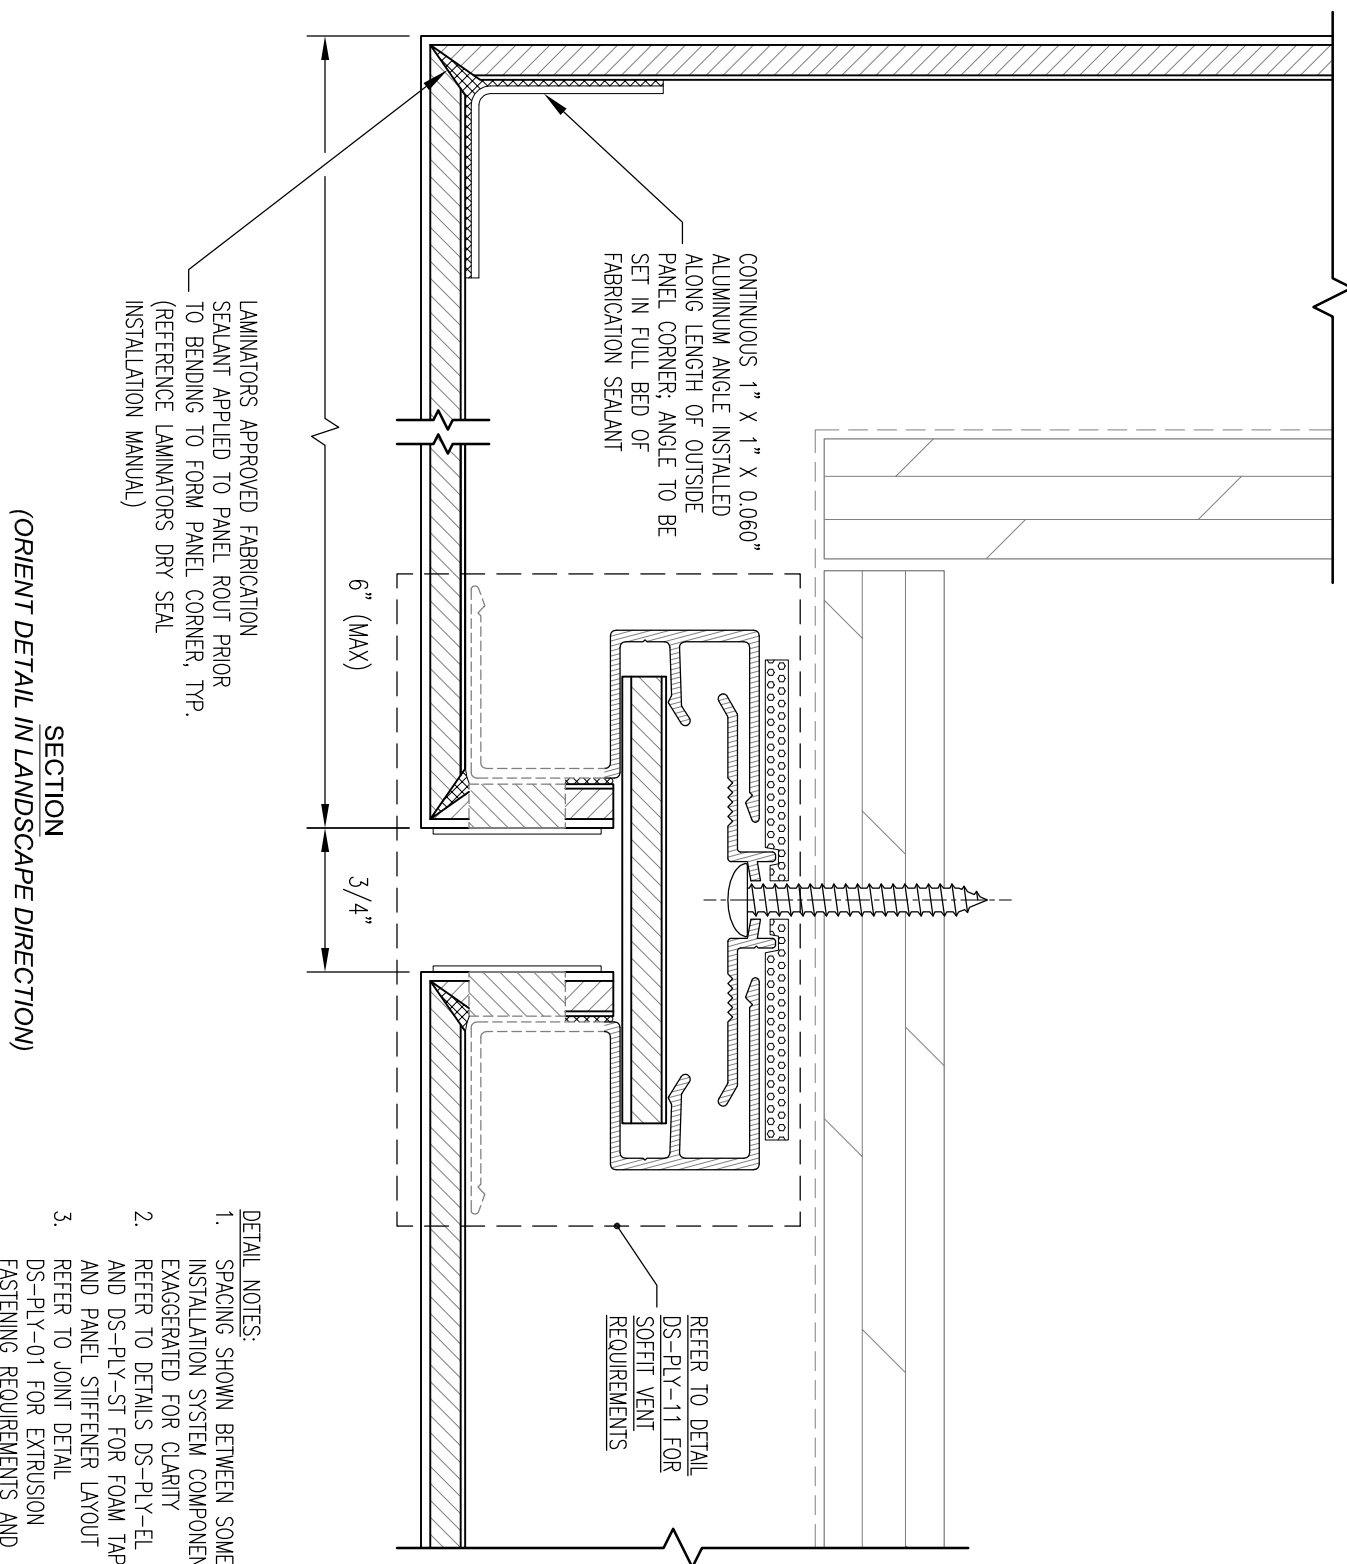 CONTINUOUS 1" X 1" X 0.060"
ALUMINUM ANGLE INSTALLED
ALONG LENGTH OF OUTSIDE
PANEL CORNER; ANGLE TO BE
SET IN FULL BED OF
FABRICATION SEALANT
REFER TO DETAIL
DS-PLY-11 FOR
SOFFIT VENT
REQUIREMENTS
6" (MAX)
3/4"
LAMINATORS APPROVED FABRICATION
SEALANT APPLIED TO PANEL ROUT PRIOR
TO BENDING TO FORM PANEL CORNER, TYP.
(REFERENCE LAMINATORS DRY SEAL
INSTALLATION MANUAL)
DETAIL NOTES:
1. SPACING SHOWN BETWEEN SOME
INSTALLATION SYSTEM COMPONEN
EXAGGERATED FOR CLARITY
2. REFER TO DETAILS DS-PLY-EL
AND DS-PLY-ST FOR FOAM TAP
AND PANEL STIFFENER LAYOUT
3. REFER TO JOINT DETAIL
DS-PLY-01 FOR EXTRUSION
FASTENING REQUIREMENTS AND
SECTION
(ORIENT DETAIL IN LANDSCAPE DIRECTION)